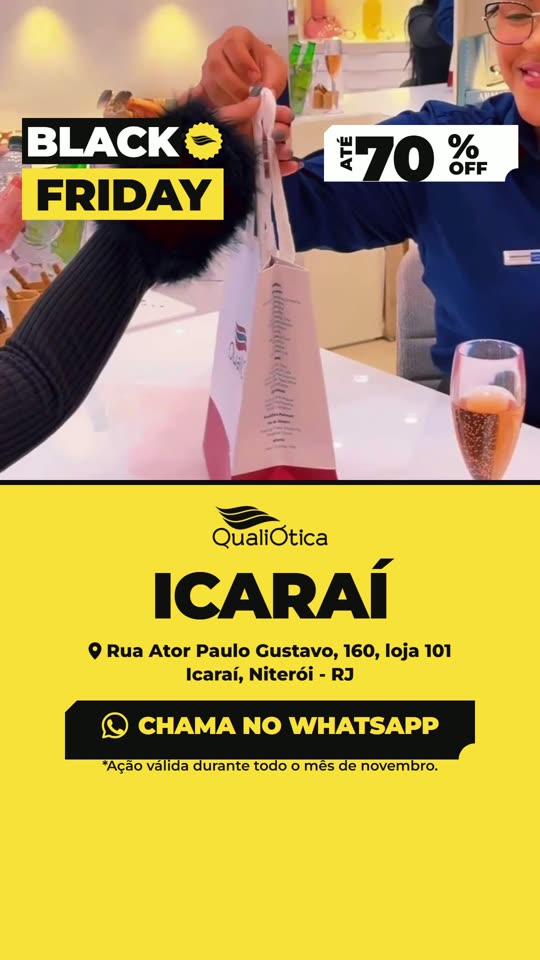 BLACK
FRIDAY
ATÉ 70% OFF
QualiÓtica
ICARAÍ
Rua Ator Paulo Gustavo, 160, loja 101
Icaraí, Niterói - RJ
CHAMA NO WHATSAPP
*Ação válida durante todo o mês de novembro.